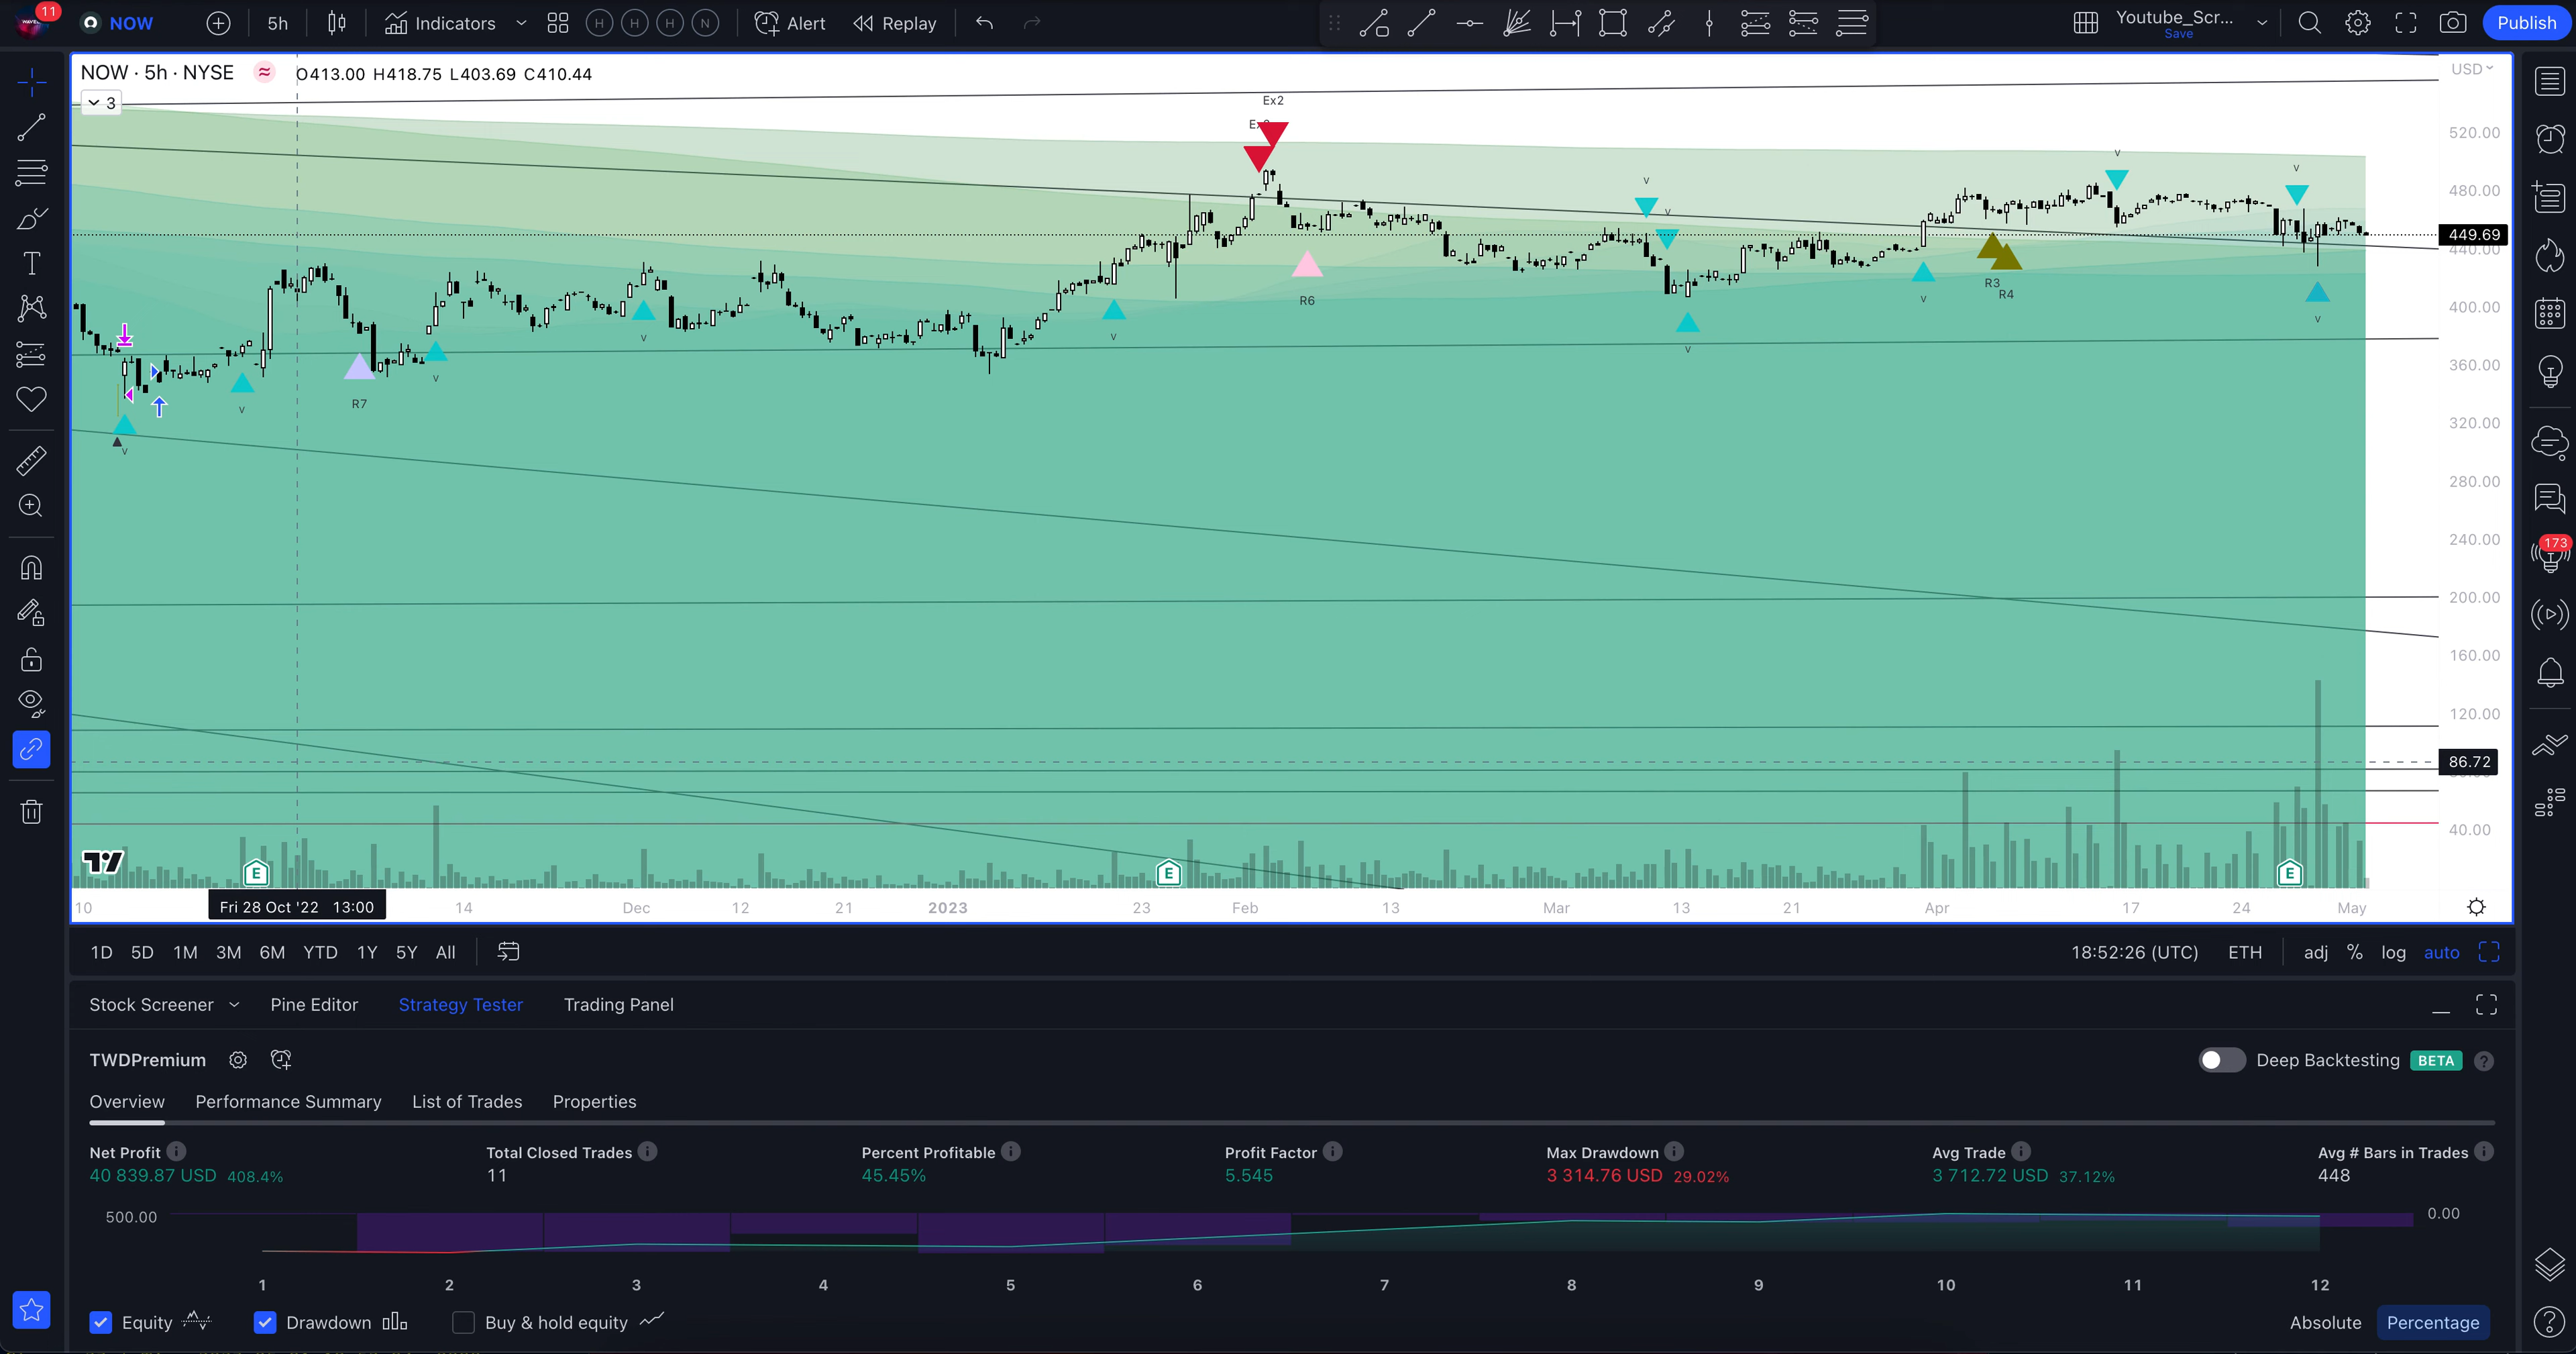 11
NOW
5h
Indicators
H H H N
Alert
Replay
Youtube_Scr...
Save
Publish
NOW · 5h · NYSE
O413.00 H418.75 L403.69 C410.44
3
USD
520.00
480.00
449.69
400.00
360.00
320.00
280.00
240.00
200.00
160.00
120.00
86.72
40.00
Ex2
R6
R7
R3
R4
v
v
v
v
v
v
v
v
v
v
v
v
E
E
E
173
10
Fri 28 Oct '22 13:00
14
Dec
12
21
2023
23
Feb
13
Mar
13
21
Apr
17
24
May
1D 5D 1M 3M 6M YTD 1Y 5Y All
18:52:26 (UTC) ETH adj % log auto
Stock Screener Pine Editor Strategy Tester Trading Panel
TWDPremium
Deep Backtesting BETA ?
Overview Performance Summary List of Trades Properties
Net Profit Total Closed Trades Percent Profitable Profit Factor Max Drawdown Avg Trade Avg # Bars in Trades
40 839.87 USD 408.4% 11 45.45% 5.545 3 314.76 USD 29.02% 3 712.72 USD 37.12% 448
500.00
0.00
1 2 3 4 5 6 7 8 9 10 11 12
Equity Drawdown Buy & hold equity
Absolute Percentage